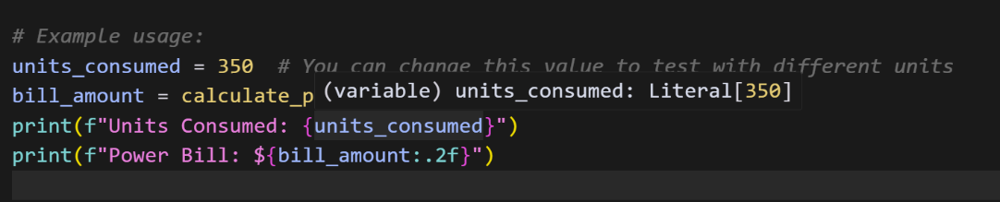 # Example usage:
units_consumed = 350  # You can change this value to test with different units
bill_amount = calculate_p
(variable) units_consumed: Literal[350]
print(f"Units Consumed: {units_consumed}")
print(f"Power Bill: ${bill_amount:.2f}")